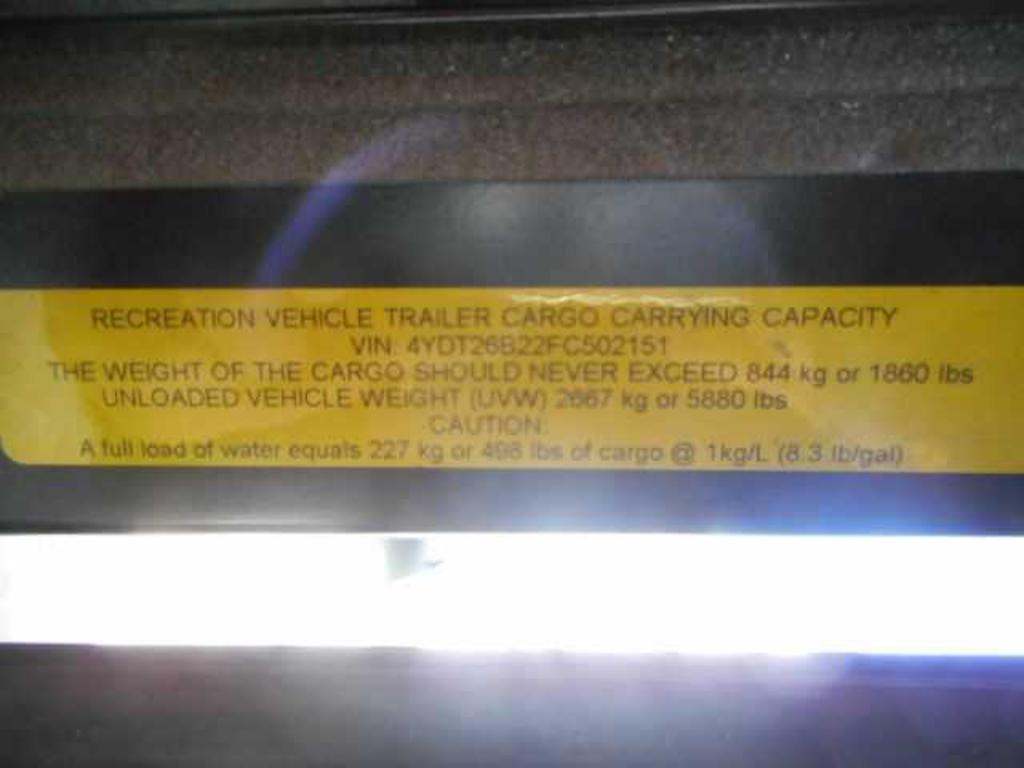 RECREATION VEHICLE TRAILER CARGO CARRYING CAPACITY
VIN: 4YDT26B22FC502151
THE WEIGHT OF THE CARGO SHOULD NEVER EXCEED 844 kg or 1860 lbs
UNLOADED VEHICLE WEIGHT (UVW) 2667 kg or 5880 lbs
CAUTION:
A full load of water equals 227 kg or 498 lbs of cargo @ 1kg/L (8.3 lb/gal)